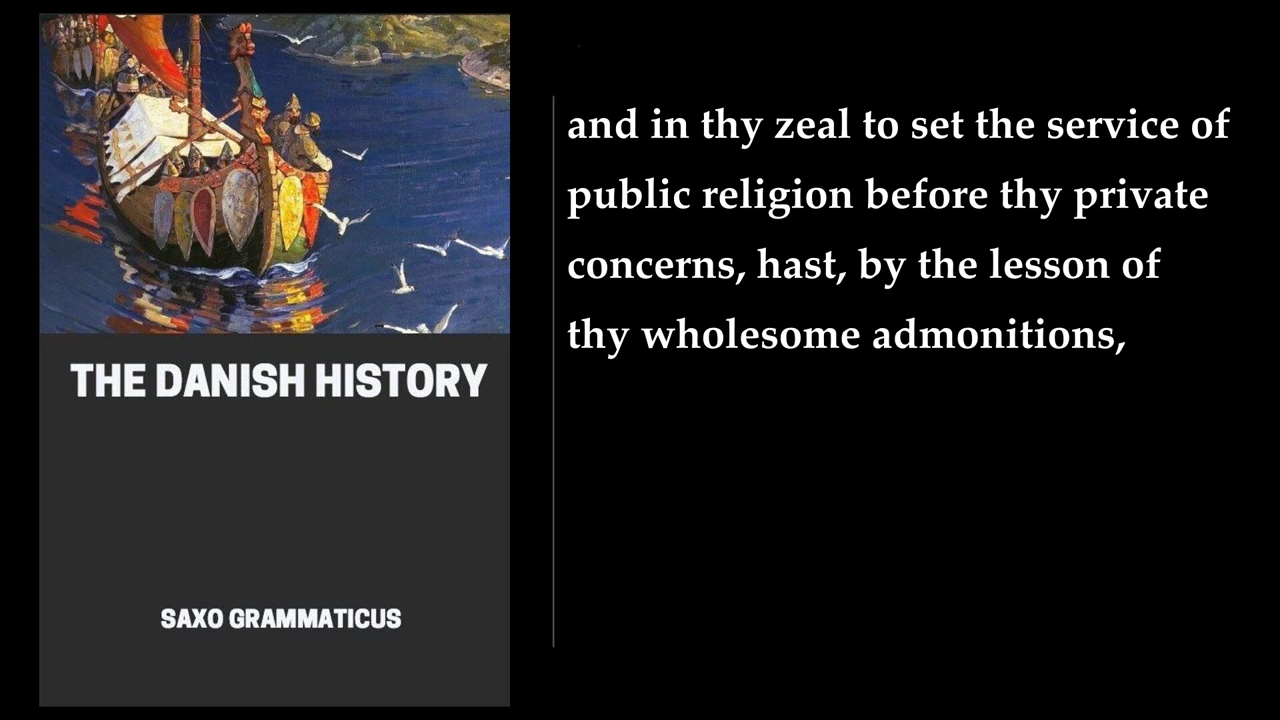 THE DANISH HISTORY
SAXO GRAMMATICUS
and in thy zeal to set the service of
public religion before thy private
concerns, hast, by the lesson of
thy wholesome admonitions,